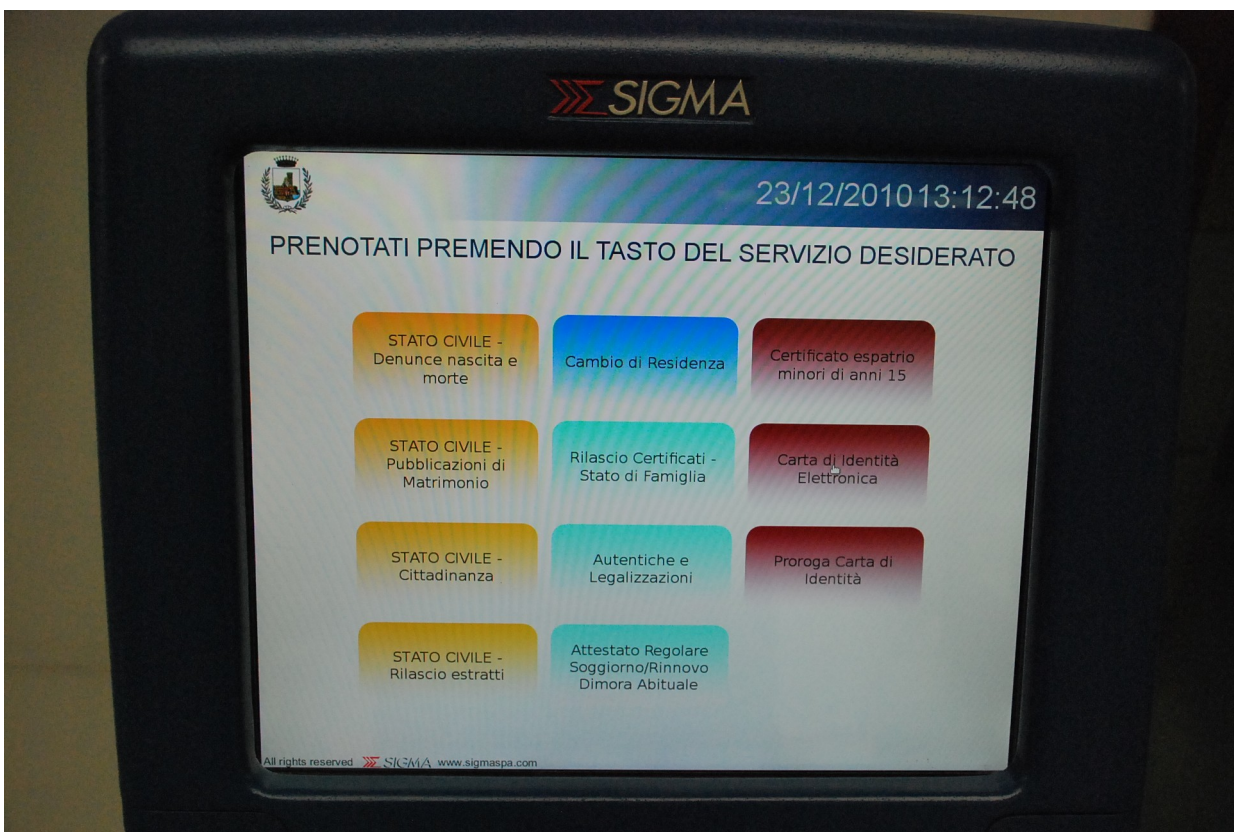 SIGMA
23/12/2010 13:12:48
PRENOTATI PREMENDO IL TASTO DEL SERVIZIO DESIDERATO
STATO CIVILE -
Denunce nascita e
morte
Cambio di Residenza
Certificato espatrio
minori di anni 15
STATO CIVILE -
Pubblicazioni di
Matrimonio
Rilascio Certificati -
Stato di Famiglia
Carta di Identità
Elettronica
STATO CIVILE -
Cittadinanza
Autentiche e
Legalizzazioni
Proroga Carta di
Identità
STATO CIVILE -
Rilascio estratti
Attestato Regolare
Soggiorno/Rinnovo
Dimora Abituale
All rights reserved SIGMA www.sigmaspa.com